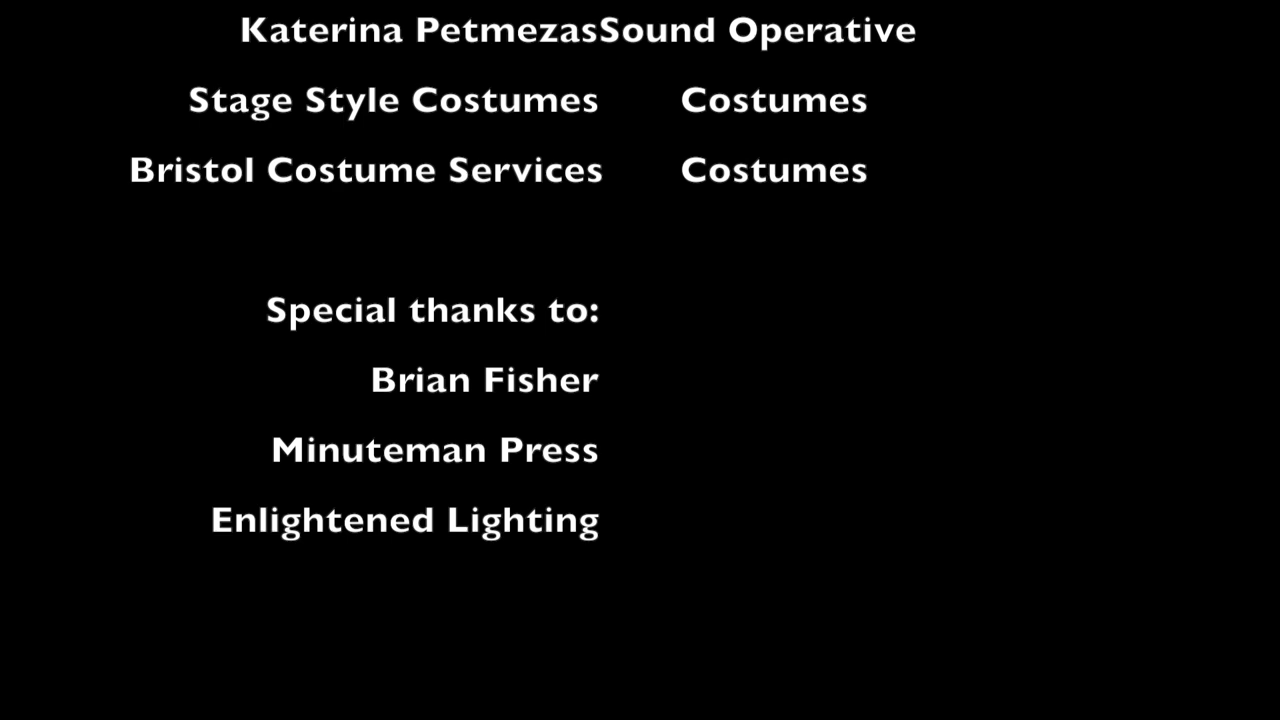 Katerina PetmezasSound Operative
Stage Style Costumes Costumes
Bristol Costume Services Costumes
Special thanks to:
Brian Fisher
Minuteman Press
Enlightened Lighting